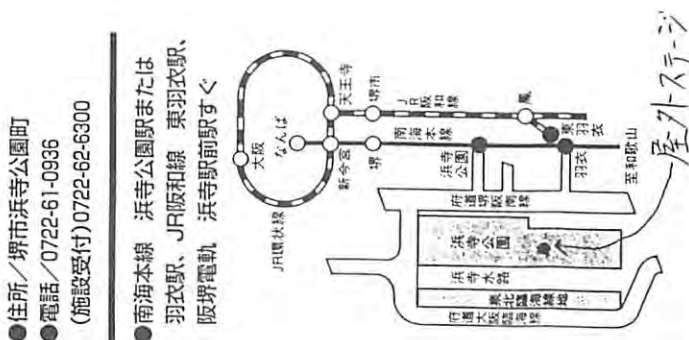 ●住所／堺市浜寺公園町
●電話／0722-61-0936
(施設受付)0722-62-6300
●南海本線　浜寺公園駅または
羽衣駅、JR阪和線　東羽衣駅、
阪堺電軌　浜寺駅前駅すぐ
JR環状線
大阪
なんば
新今宮
天王寺
堺市
堺
南海本線
JR阪和線
鳳
東羽衣
浜寺公園
羽衣
至和歌山
府道堺阪南線
浜寺公園
浜寺水路
泉北臨海線地
府道大阪臨海線
屋外ステージ